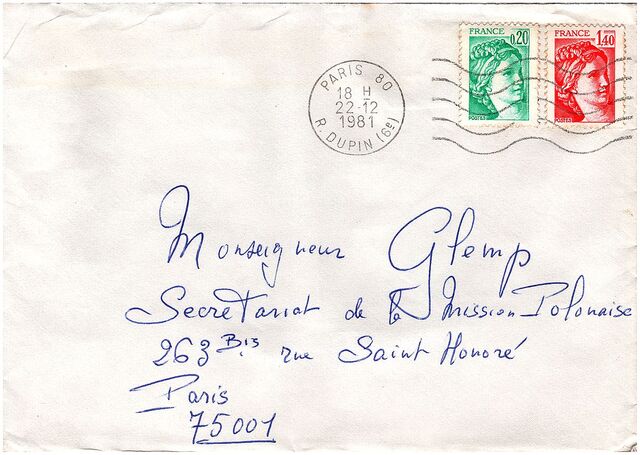 FRANCE 0,20
FRANCE 1,40
POSTES
POSTES
PARIS 80
18 H
22-12
1981
R. DUPIN (6e)
Monseigneur Glemp
Secretariat de la Mission Polonaise
263 Bis rue Saint Honoré
Paris
75001